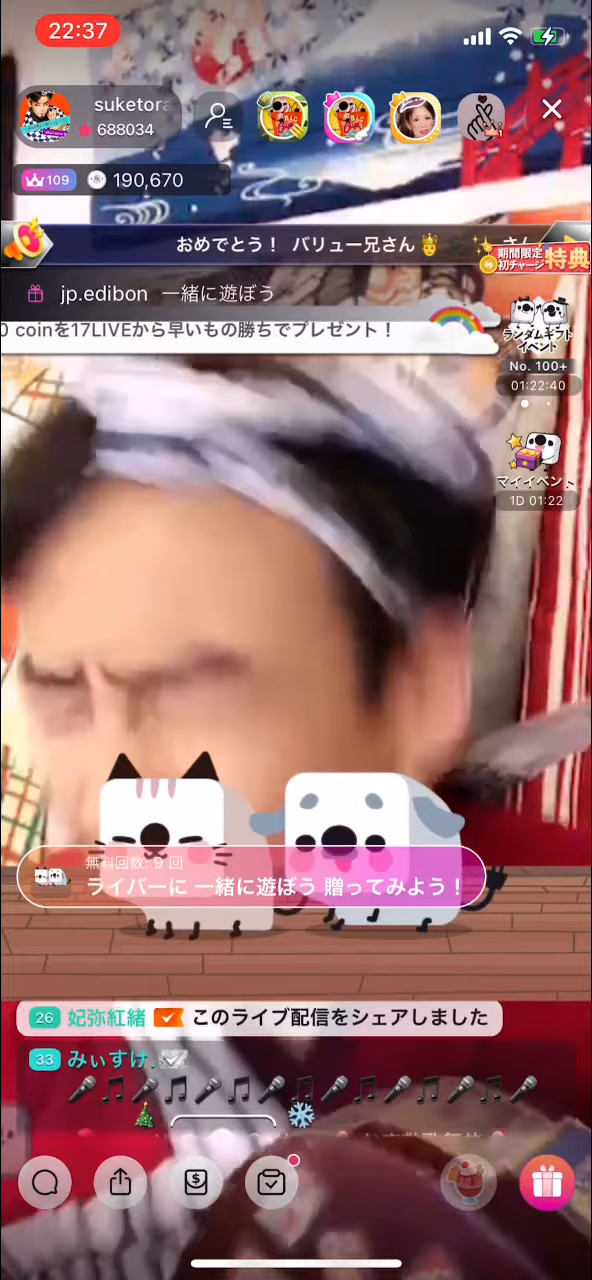 22:37
suketora
688034
109
190,670
おめでとう！ バリュー兄さん
さん
期間限定
初チャージ
特典
jp.edibon 一緒に遊ぼう
0 coinを17LIVEから早いもの勝ちでプレゼント！
ランダムギフト
イベント
No. 100+
01:22:40
マイイベント
1D 01:22
無料回数: 9 回
ライバーに 一緒に遊ぼう 贈ってみよう！
26 妃弥紅緒 このライブ配信をシェアしました
33 みぃすけ.